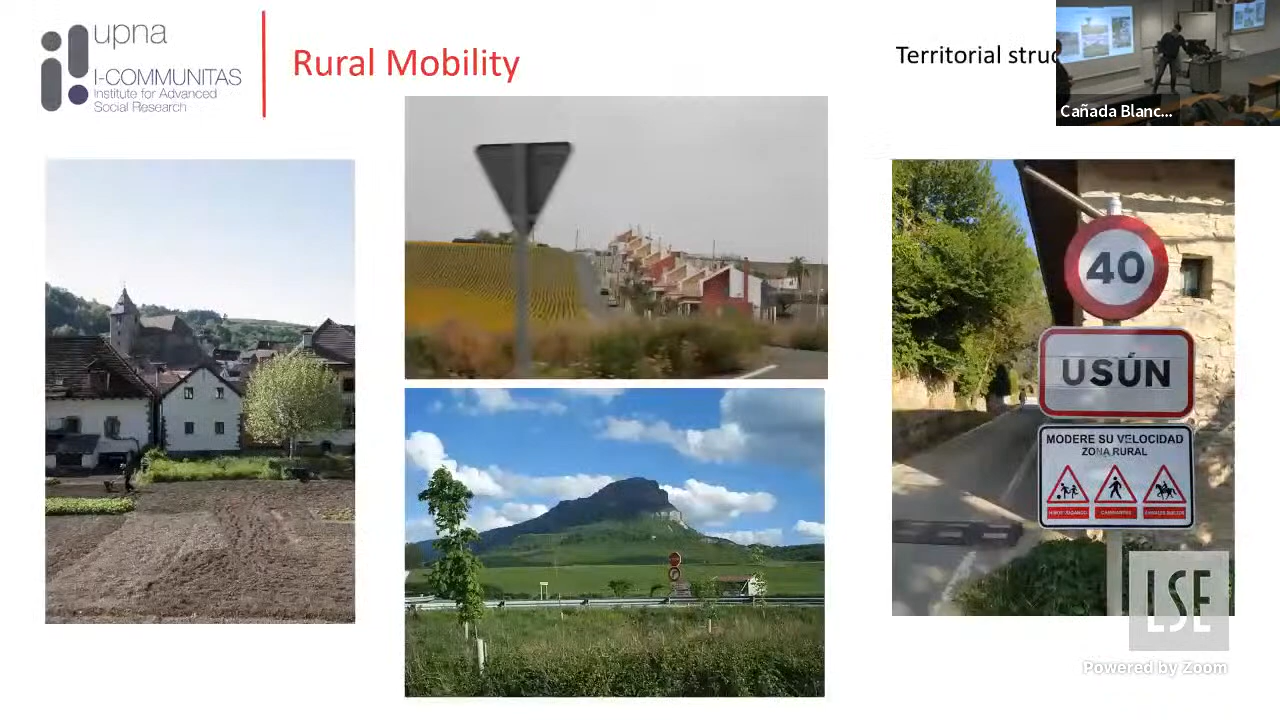 upna
I-COMMUNITAS
Institute for Advanced
Social Research
Rural Mobility
Territorial
Cañada Blanc...
40
USÚN
MODERE SU VELOCIDAD
ZONA RURAL
CAMINANTES
LSE
Powered by Zoom